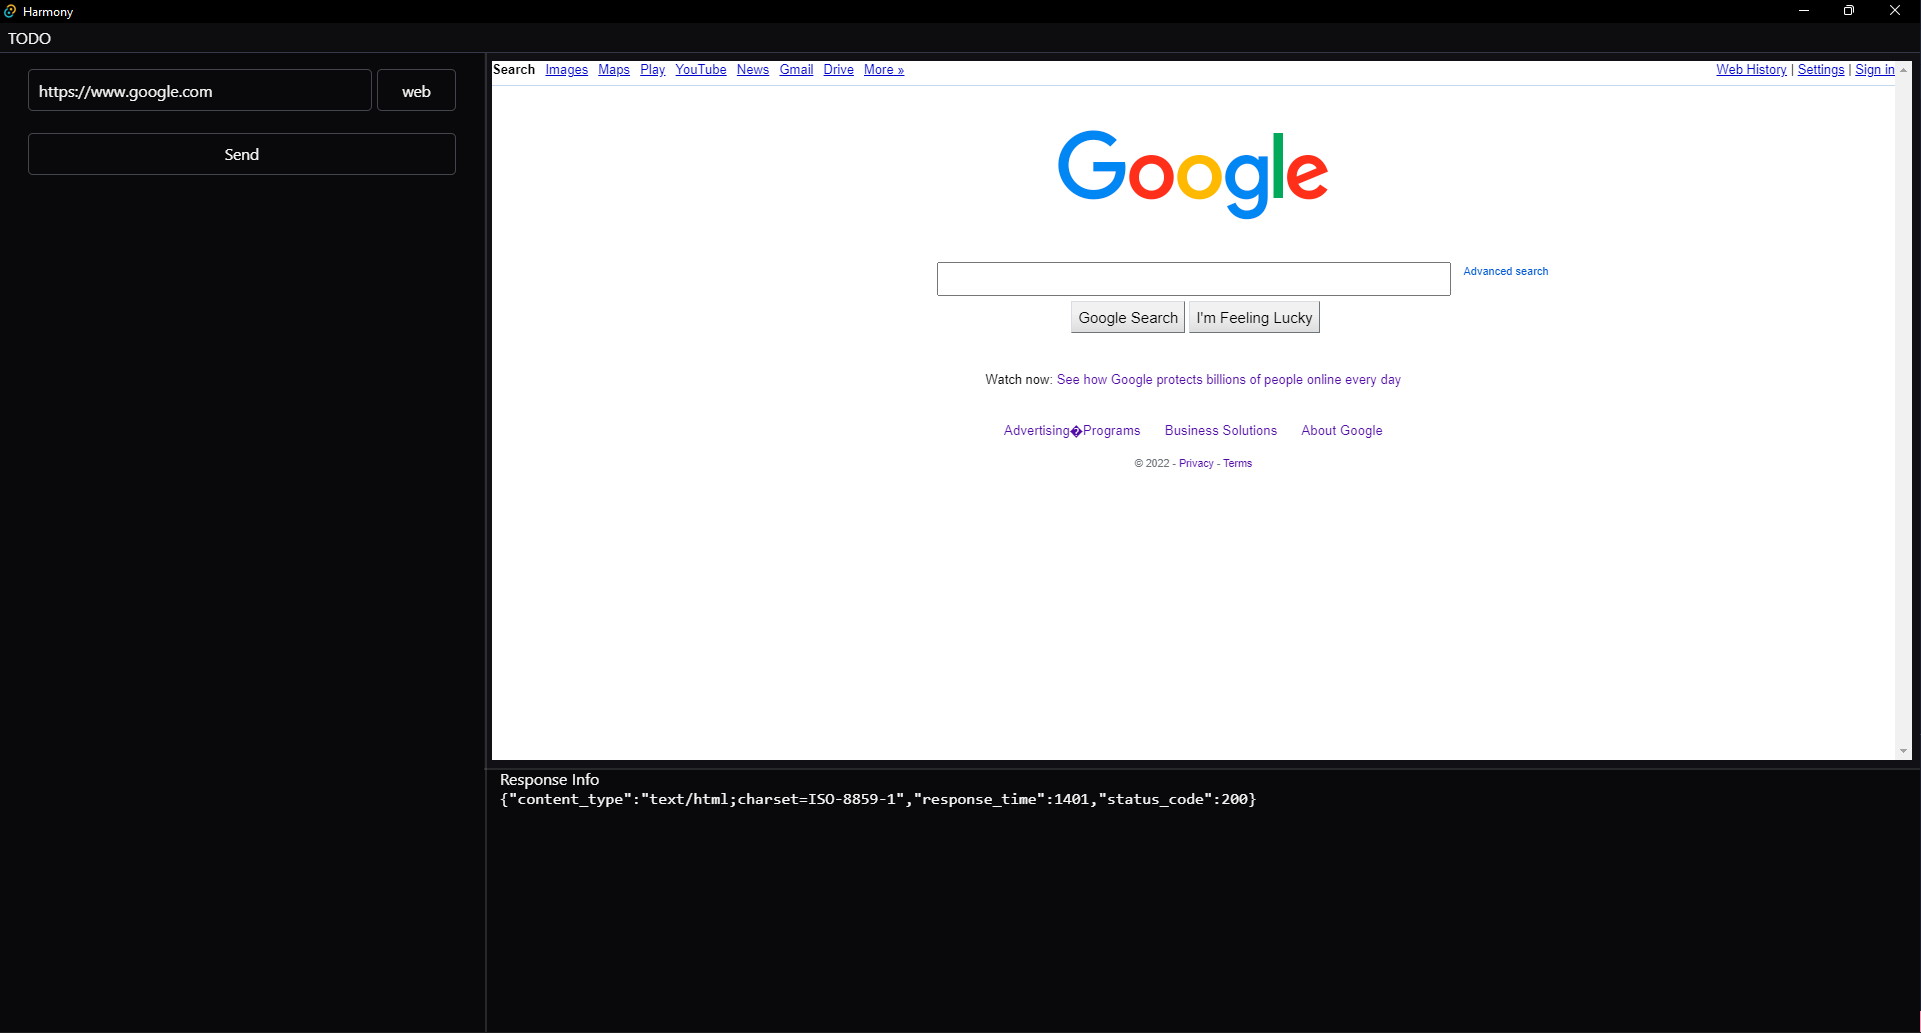 Harmony
TODO
https://www.google.com web
Send
Search Images Maps Play YouTube News Gmail Drive More » Web History | Settings | Sign in
Google
Advanced search
Google Search I'm Feeling Lucky
Watch now: See how Google protects billions of people online every day
Advertising�Programs Business Solutions About Google
© 2022 - Privacy - Terms
Response Info
{"content_type":"text/html;charset=ISO-8859-1","response_time":1401,"status_code":200}